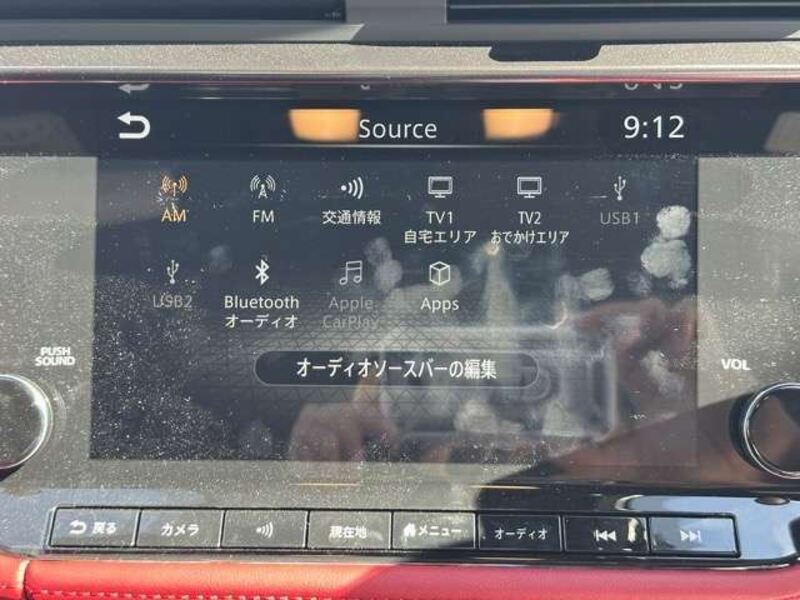 Source
9:12
AM
FM
交通情報
TV1
自宅エリア
TV2
おでかけエリア
USB1
USB2
Bluetooth
オーディオ
Apple
CarPlay
Apps
オーディオソースバーの編集
PUSH
SOUND
VOL
戻る
カメラ
現在地
メニュー
オーディオ